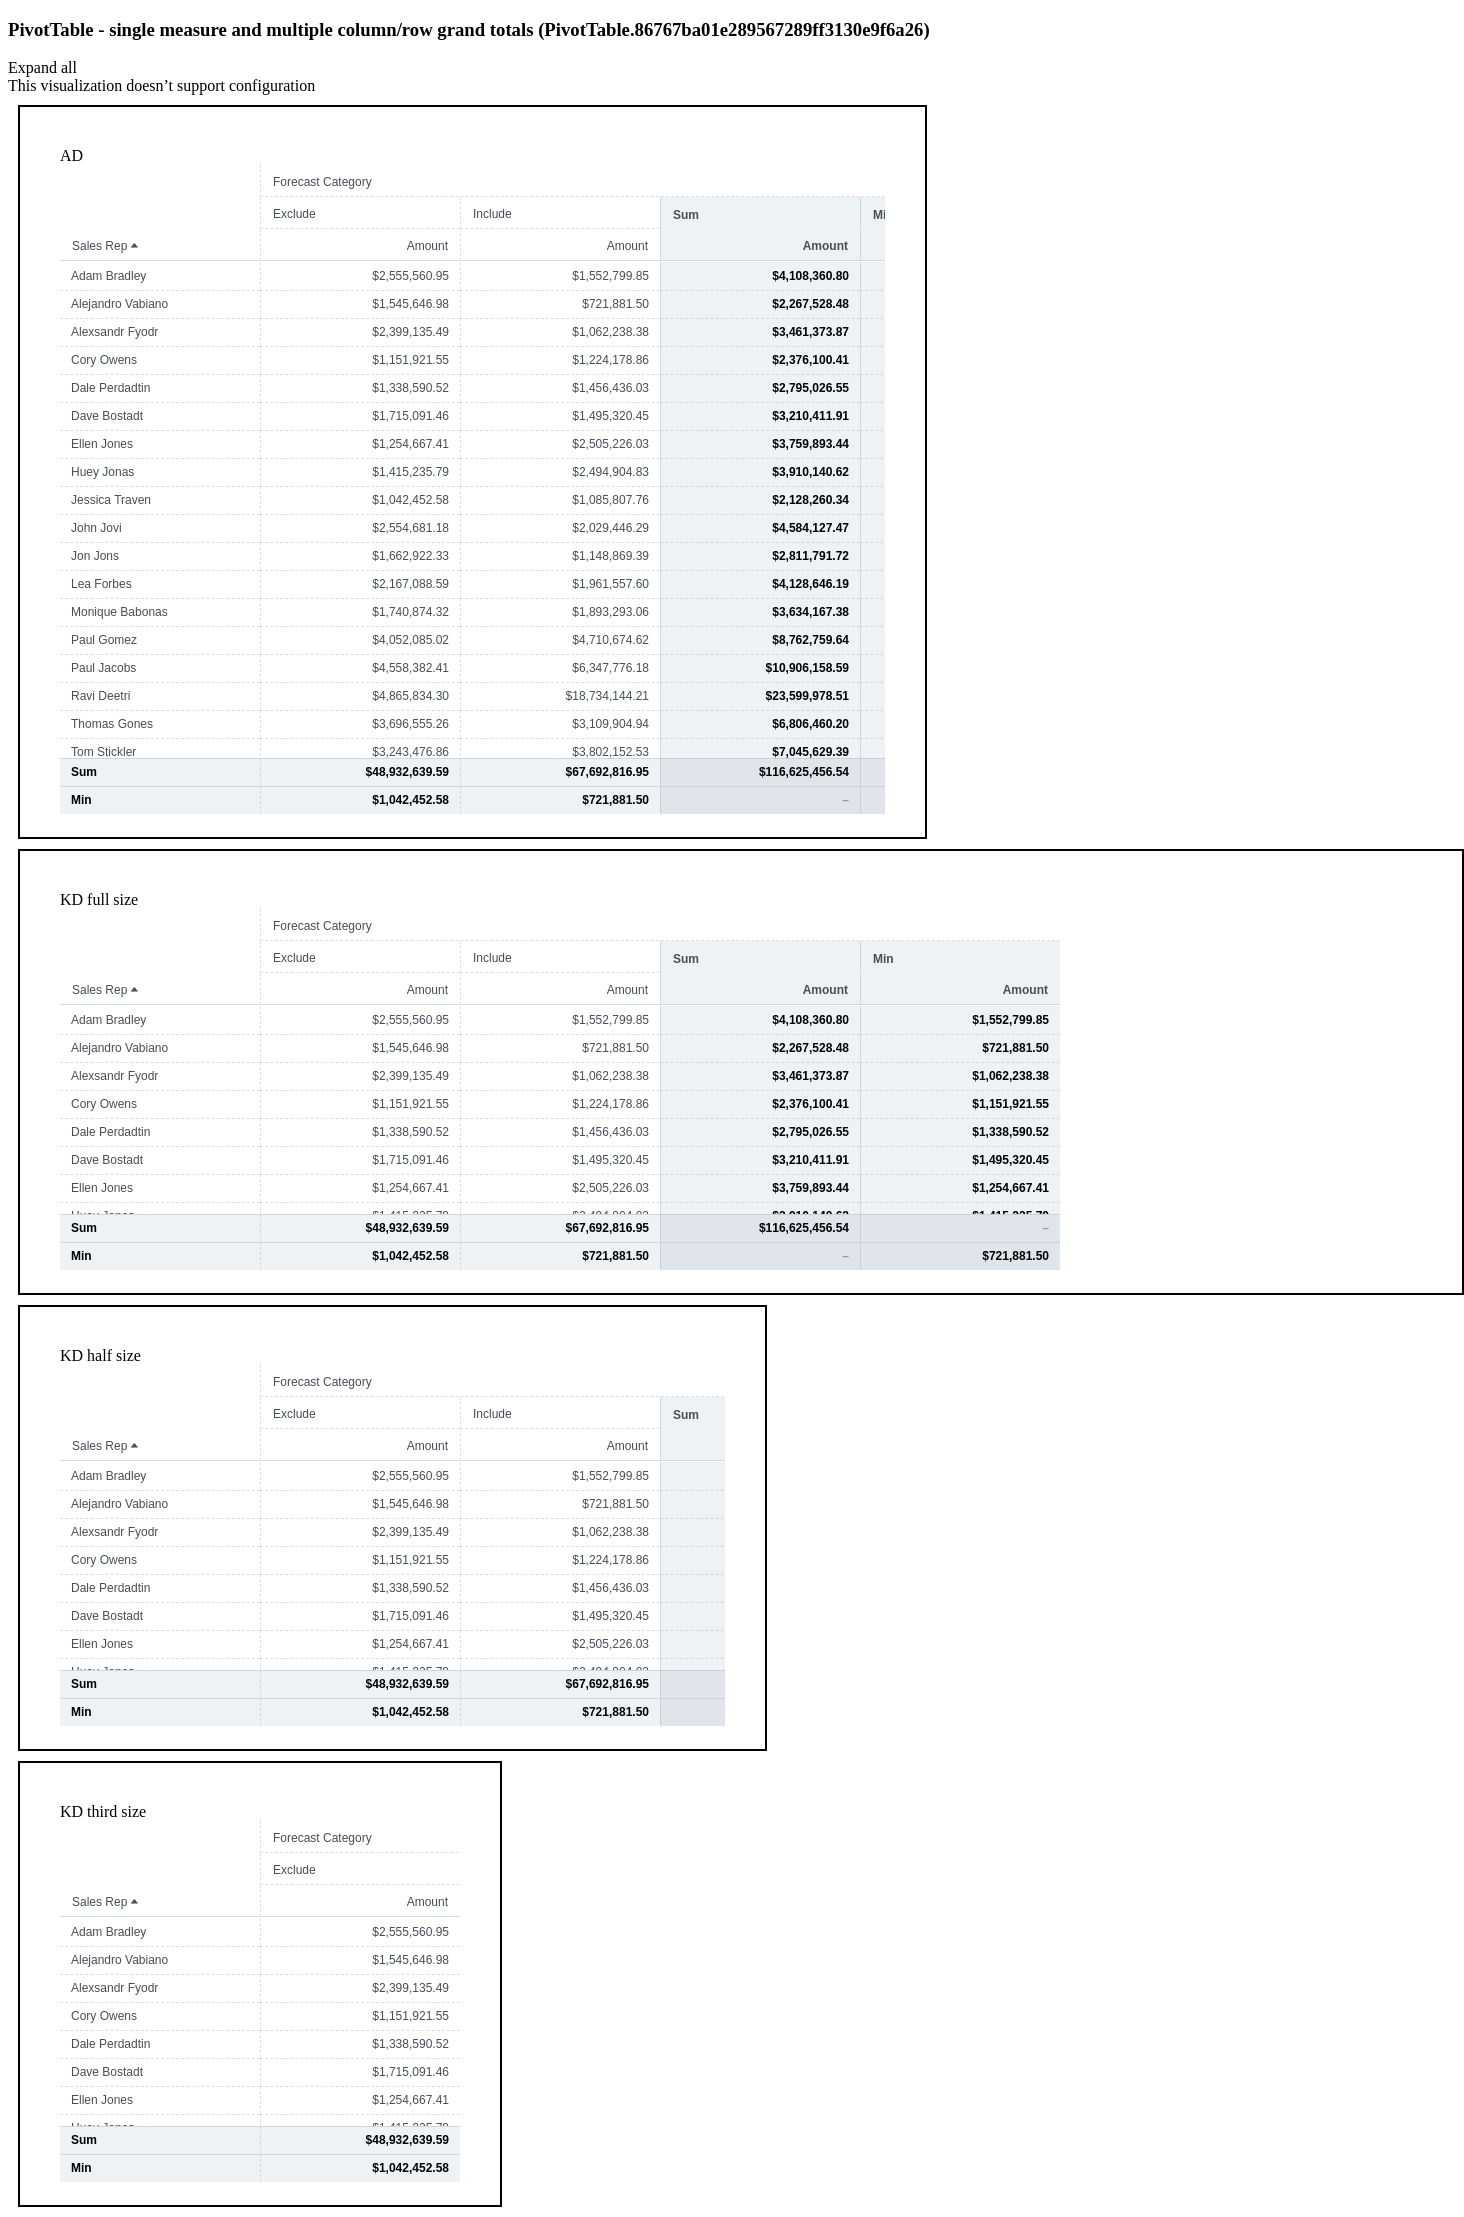 PivotTable - single measure and multiple column/row grand totals (PivotTable.86767ba01e289567289ff3130e9f6a26)
Expand all
This visualization doesn’t support configuration
AD
Forecast Category
Exclude Include Sum Mi
Sales Rep Amount Amount Amount
Adam Bradley $2,555,560.95 $1,552,799.85 $4,108,360.80
Alejandro Vabiano $1,545,646.98 $721,881.50 $2,267,528.48
Alexsandr Fyodr $2,399,135.49 $1,062,238.38 $3,461,373.87
Cory Owens $1,151,921.55 $1,224,178.86 $2,376,100.41
Dale Perdadtin $1,338,590.52 $1,456,436.03 $2,795,026.55
Dave Bostadt $1,715,091.46 $1,495,320.45 $3,210,411.91
Ellen Jones $1,254,667.41 $2,505,226.03 $3,759,893.44
Huey Jonas $1,415,235.79 $2,494,904.83 $3,910,140.62
Jessica Traven $1,042,452.58 $1,085,807.76 $2,128,260.34
John Jovi $2,554,681.18 $2,029,446.29 $4,584,127.47
Jon Jons $1,662,922.33 $1,148,869.39 $2,811,791.72
Lea Forbes $2,167,088.59 $1,961,557.60 $4,128,646.19
Monique Babonas $1,740,874.32 $1,893,293.06 $3,634,167.38
Paul Gomez $4,052,085.02 $4,710,674.62 $8,762,759.64
Paul Jacobs $4,558,382.41 $6,347,776.18 $10,906,158.59
Ravi Deetri $4,865,834.30 $18,734,144.21 $23,599,978.51
Thomas Gones $3,696,555.26 $3,109,904.94 $6,806,460.20
Tom Stickler $3,243,476.86 $3,802,152.53 $7,045,629.39
Sum $48,932,639.59 $67,692,816.95 $116,625,456.54
Min $1,042,452.58 $721,881.50 –
KD full size
Forecast Category
Exclude Include Sum Min
Sales Rep Amount Amount Amount Amount
Adam Bradley $2,555,560.95 $1,552,799.85 $4,108,360.80 $1,552,799.85
Alejandro Vabiano $1,545,646.98 $721,881.50 $2,267,528.48 $721,881.50
Alexsandr Fyodr $2,399,135.49 $1,062,238.38 $3,461,373.87 $1,062,238.38
Cory Owens $1,151,921.55 $1,224,178.86 $2,376,100.41 $1,151,921.55
Dale Perdadtin $1,338,590.52 $1,456,436.03 $2,795,026.55 $1,338,590.52
Dave Bostadt $1,715,091.46 $1,495,320.45 $3,210,411.91 $1,495,320.45
Ellen Jones $1,254,667.41 $2,505,226.03 $3,759,893.44 $1,254,667.41
Sum $48,932,639.59 $67,692,816.95 $116,625,456.54 –
Min $1,042,452.58 $721,881.50 – $721,881.50
KD half size
Forecast Category
Exclude Include Sum
Sales Rep Amount Amount
Adam Bradley $2,555,560.95 $1,552,799.85
Alejandro Vabiano $1,545,646.98 $721,881.50
Alexsandr Fyodr $2,399,135.49 $1,062,238.38
Cory Owens $1,151,921.55 $1,224,178.86
Dale Perdadtin $1,338,590.52 $1,456,436.03
Dave Bostadt $1,715,091.46 $1,495,320.45
Ellen Jones $1,254,667.41 $2,505,226.03
Sum $48,932,639.59 $67,692,816.95
Min $1,042,452.58 $721,881.50
KD third size
Forecast Category
Exclude
Sales Rep Amount
Adam Bradley $2,555,560.95
Alejandro Vabiano $1,545,646.98
Alexsandr Fyodr $2,399,135.49
Cory Owens $1,151,921.55
Dale Perdadtin $1,338,590.52
Dave Bostadt $1,715,091.46
Ellen Jones $1,254,667.41
Sum $48,932,639.59
Min $1,042,452.58